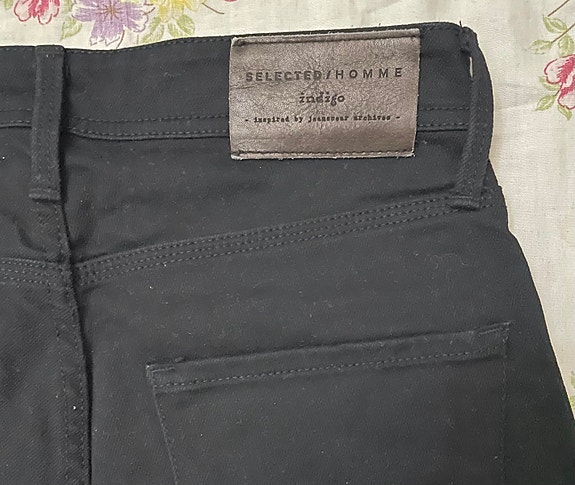 SELECTED/HOMME
indigo
- inspired by jeanswear archives -